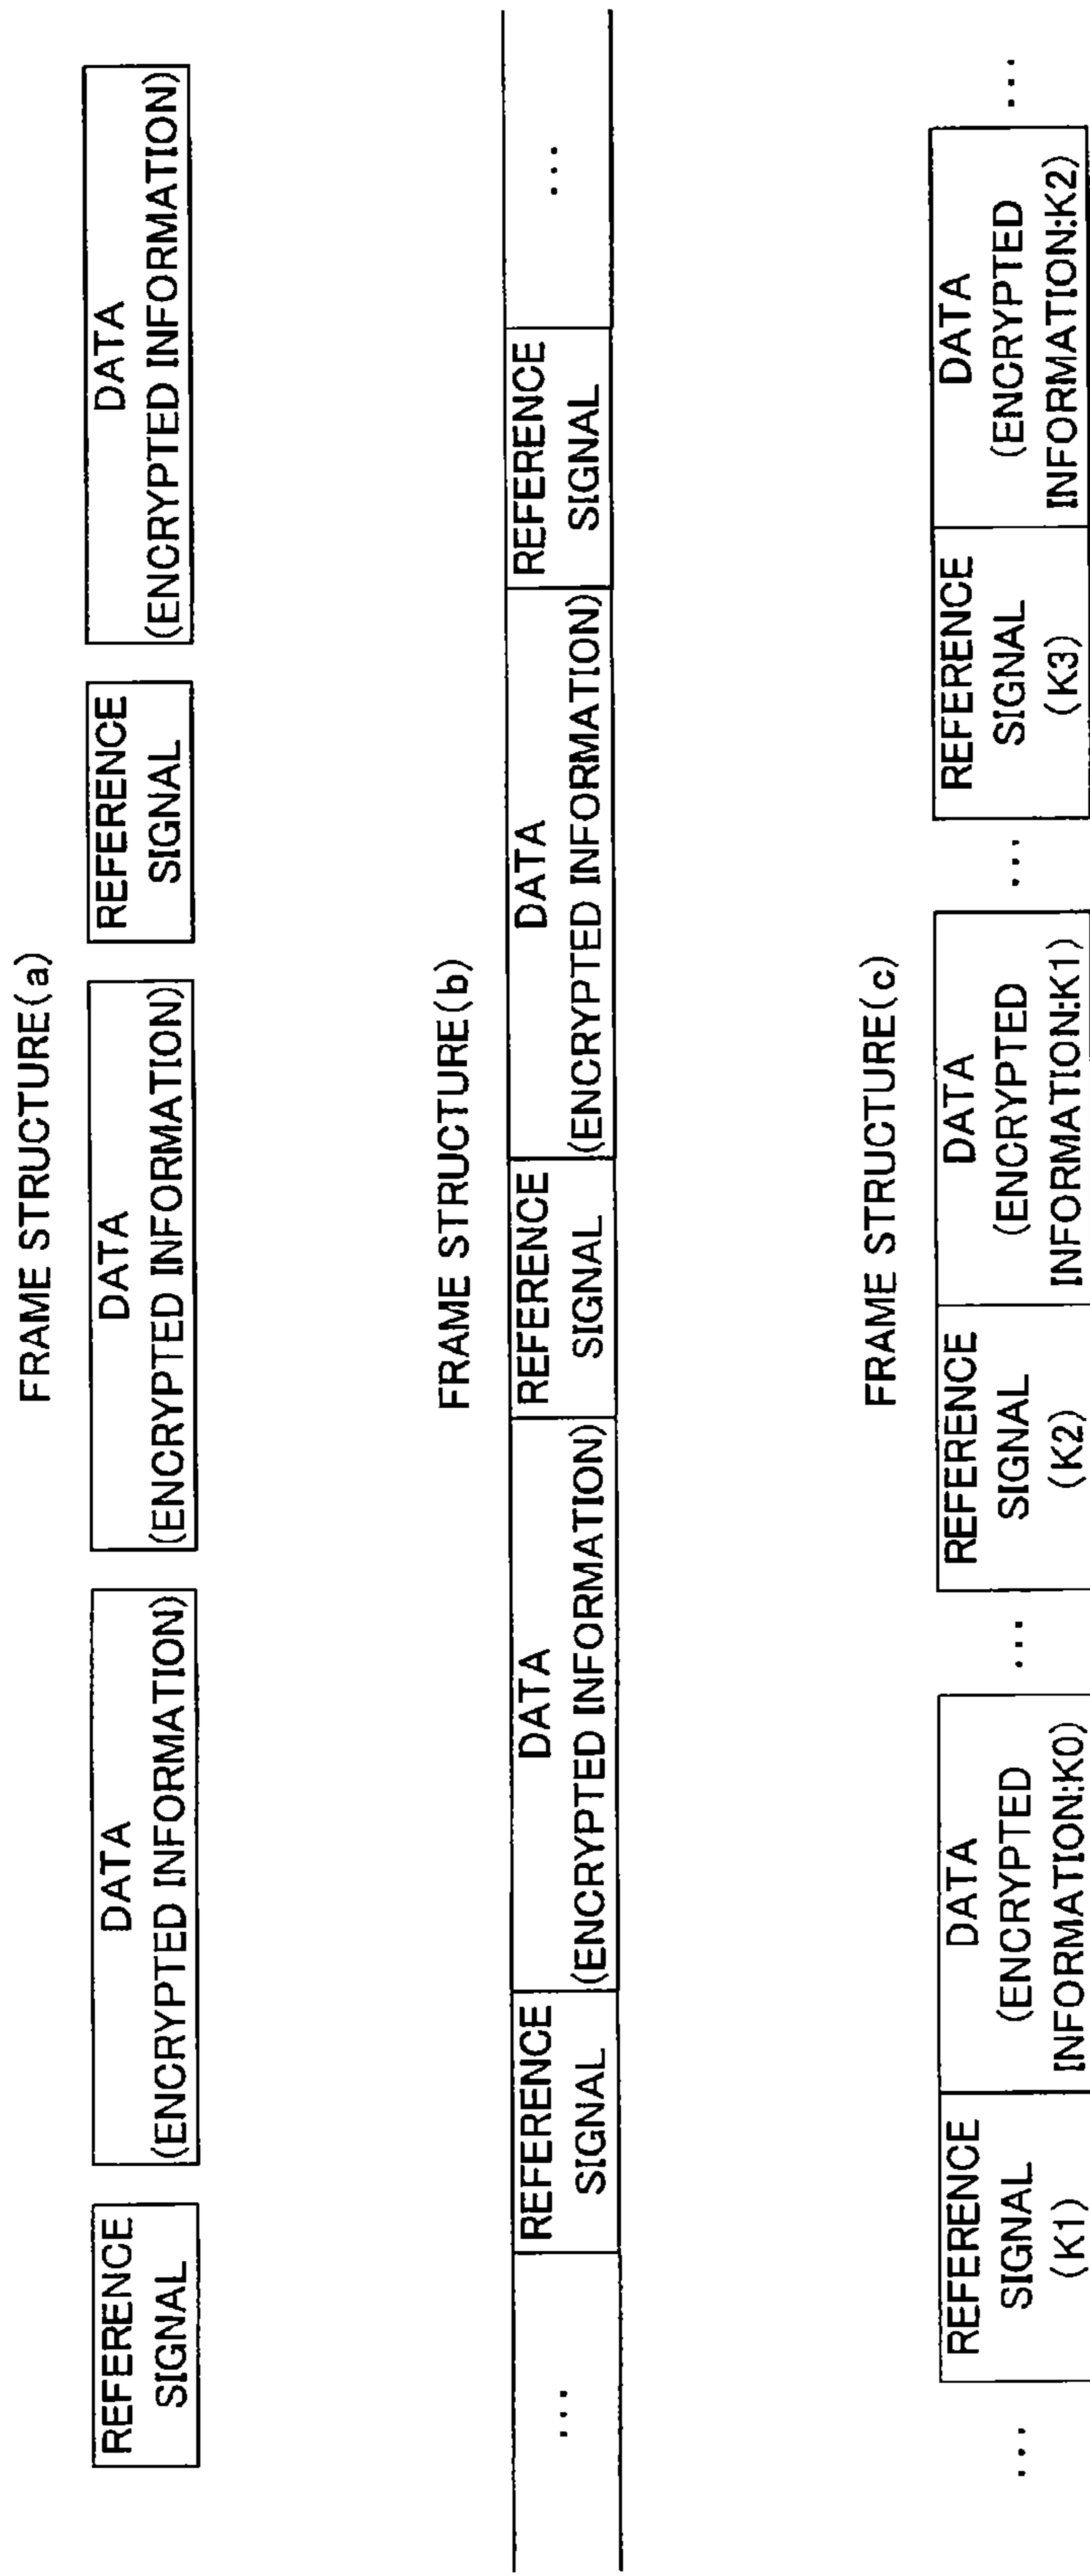 FRAME STRUCTURE(a)
REFERENCE
SIGNAL
DATA
(ENCRYPTED INFORMATION)
DATA
(ENCRYPTED INFORMATION)
REFERENCE
SIGNAL
DATA
(ENCRYPTED INFORMATION)
FRAME STRUCTURE(b)
...
REFERENCE
SIGNAL
DATA
(ENCRYPTED INFORMATION)
REFERENCE
SIGNAL
DATA
(ENCRYPTED INFORMATION)
REFERENCE
SIGNAL
...
FRAME STRUCTURE(c)
...
REFERENCE
SIGNAL
(K1)
DATA
(ENCRYPTED
INFORMATION:K0)
...
REFERENCE
SIGNAL
(K2)
DATA
(ENCRYPTED
INFORMATION:K1)
...
REFERENCE
SIGNAL
(K3)
DATA
(ENCRYPTED
INFORMATION:K2)
...